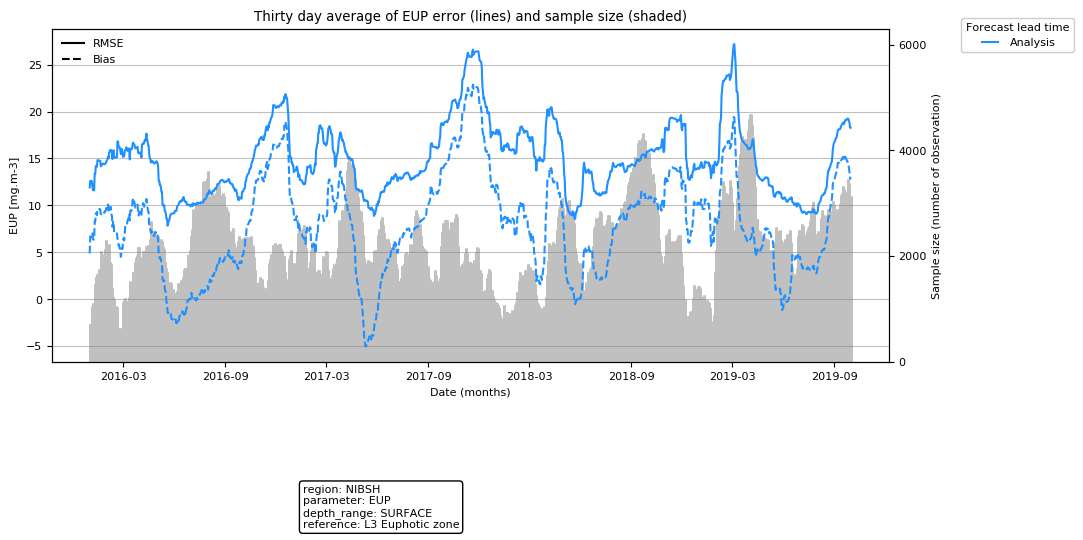 Thirty day average of EUP error (lines) and sample size (shaded)
RMSE
Bias
Forecast lead time
Analysis
EUP [mg.m-3]
25
20
15
10
5
0
−5
6000
4000
2000
0
Sample size (number of observation)
2016-03 2016-09 2017-03 2017-09 2018-03 2018-09 2019-03 2019-09
Date (months)
region: NIBSH
parameter: EUP
depth_range: SURFACE
reference: L3 Euphotic zone